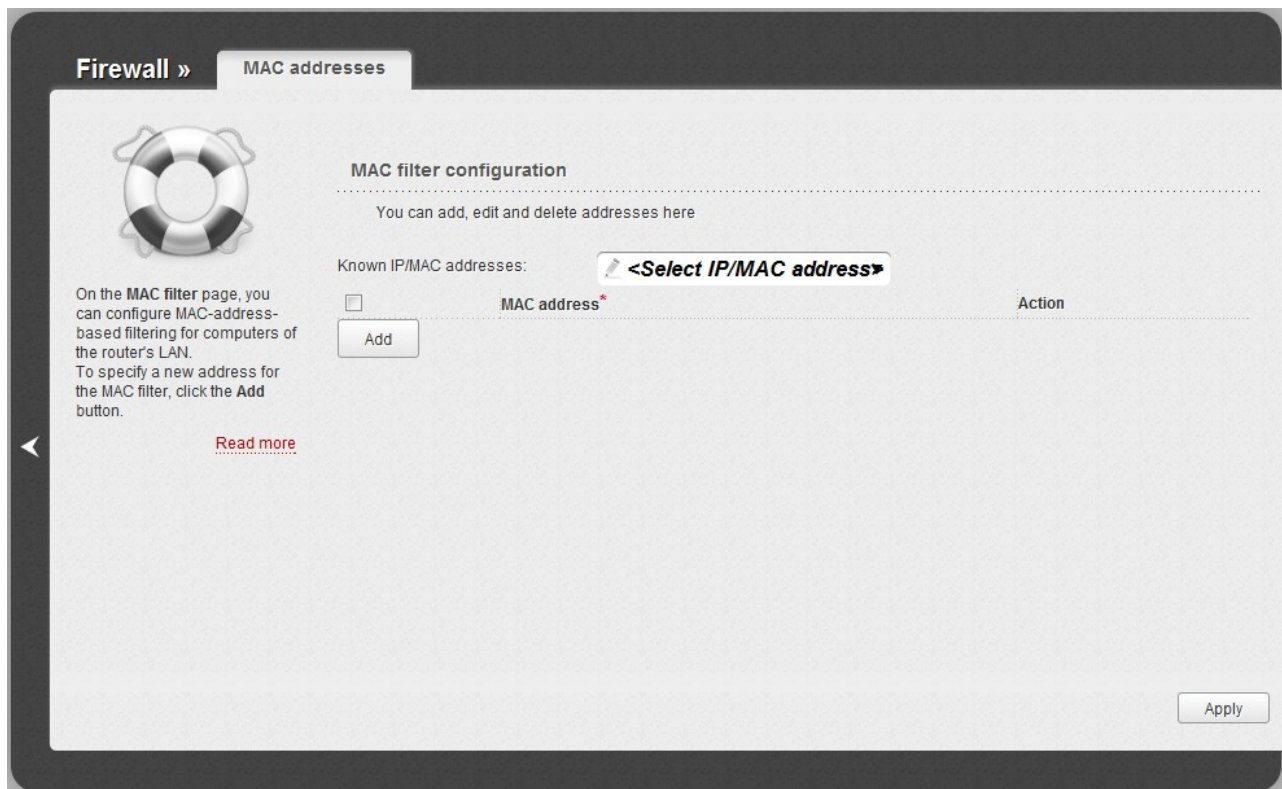 Firewall »
MAC addresses
On the MAC filter page, you
can configure MAC-address-
based filtering for computers of
the router's LAN.
To specify a new address for
the MAC filter, click the Add
button.
Read more
MAC filter configuration
You can add, edit and delete addresses here
Known IP/MAC addresses:
<Select IP/MAC address>
MAC address*
Action
Add
Apply